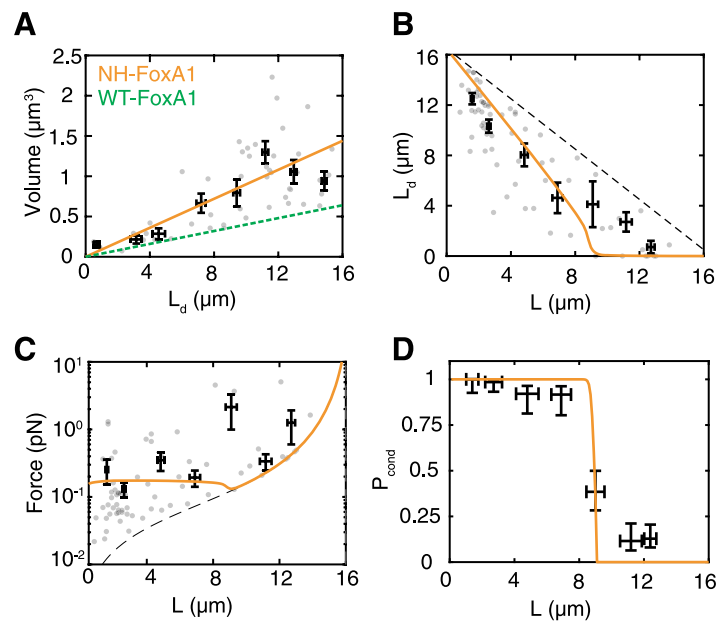 A
Volume (μm³)
2.5
2
1.5
1
0.5
0
NH-FoxA1
WT-FoxA1
0 4 8 12 16
L_d (μm)
B
L_d (μm)
16
12
8
4
0
0 4 8 12 16
L (μm)
C
Force (pN)
10¹
10⁰
10⁻¹
10⁻²
0 4 8 12 16
L (μm)
D
P_cond
1
0.75
0.5
0.25
0
0 4 8 12 16
L (μm)